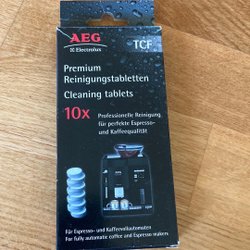 AEG
Electrolux
TCF
Premium
Reinigungstabletten
Cleaning tablets
10x
Professionelle Reinigung
für perfekte Espresso-
und Kaffeequalität
Für Espresso- und Kaffeevollautomaten
For fully automatic coffee and Espresso makers